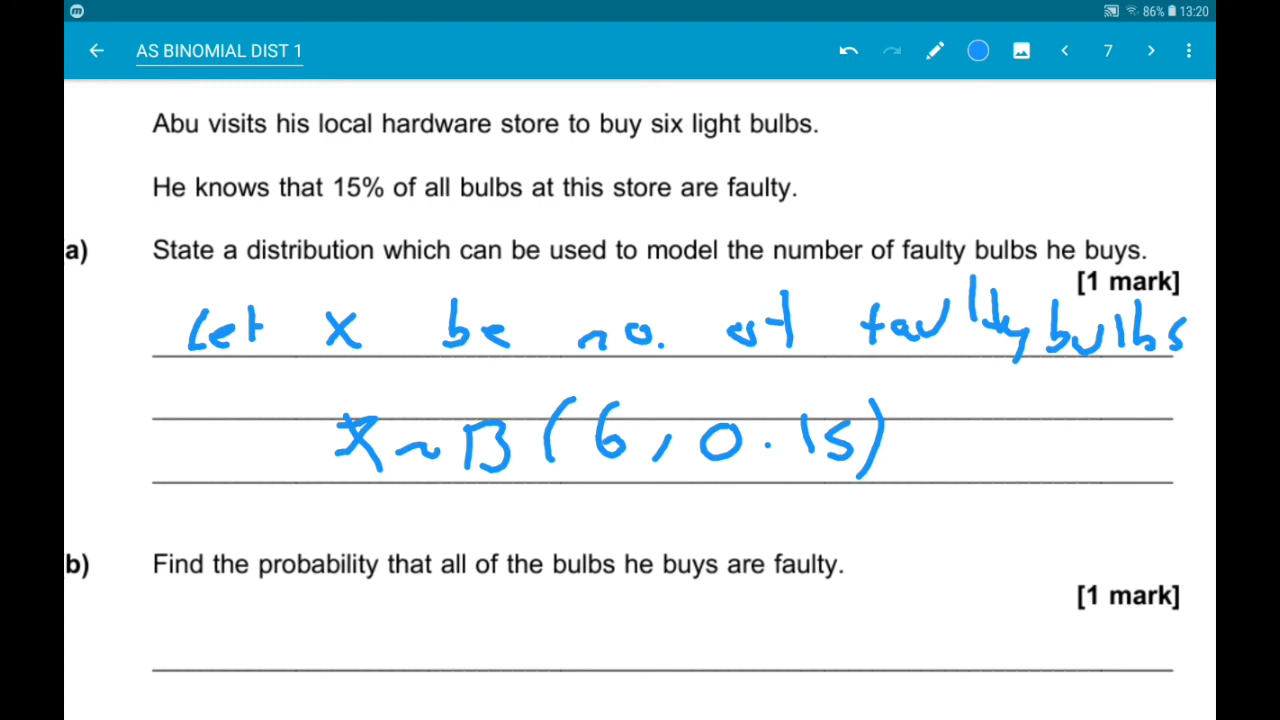 86% 13:20
AS BINOMIAL DIST 1
7
Abu visits his local hardware store to buy six light bulbs.
He knows that 15% of all bulbs at this store are faulty.
a) State a distribution which can be used to model the number of faulty bulbs he buys.
[1 mark]
Let X be no. of faulty bulbs
X ~ B ( 6 , 0.15 )
b) Find the probability that all of the bulbs he buys are faulty.
[1 mark]